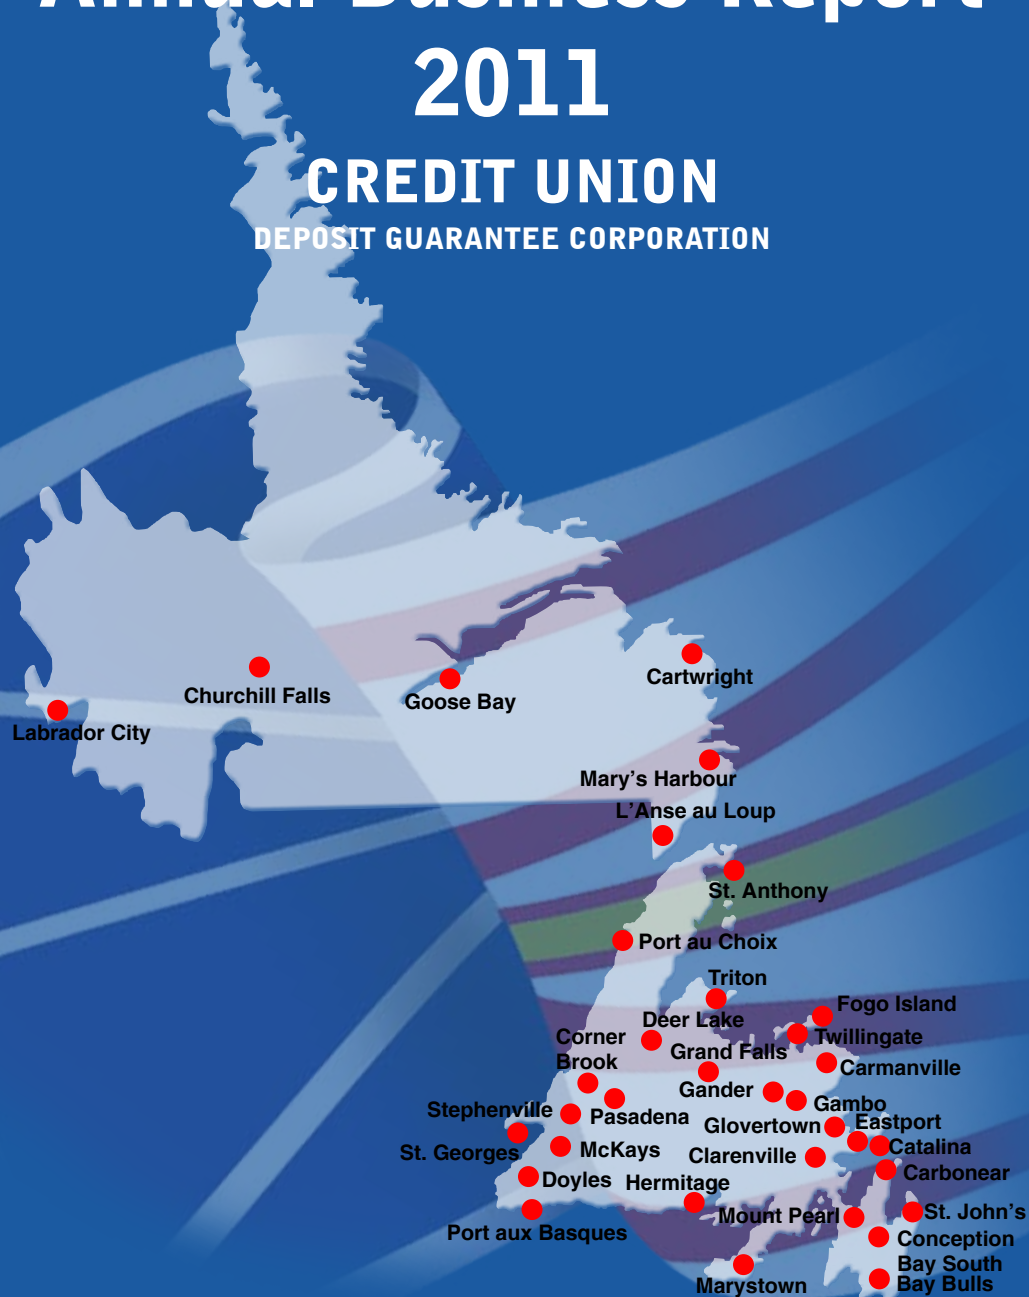 Annual Business Report
2011
CREDIT UNION
DEPOSIT GUARANTEE CORPORATION
Cartwright
Churchill Falls
Goose Bay
Labrador City
Mary's Harbour
L'Anse au Loup
St. Anthony
Port au Choix
Triton
Fogo Island
Deer Lake
Corner
Brook
Twillingate
Grand Falls
Carmanville
Gander
Gambo
Stephenville
Pasadena
Eastport
Glovertown
Catalina
St. Georges
McKays
Clarenville
Carbonear
Doyles
Hermitage
St. John's
Mount Pearl
Port aux Basques
Conception
Bay South
Bay Bulls
Marystown